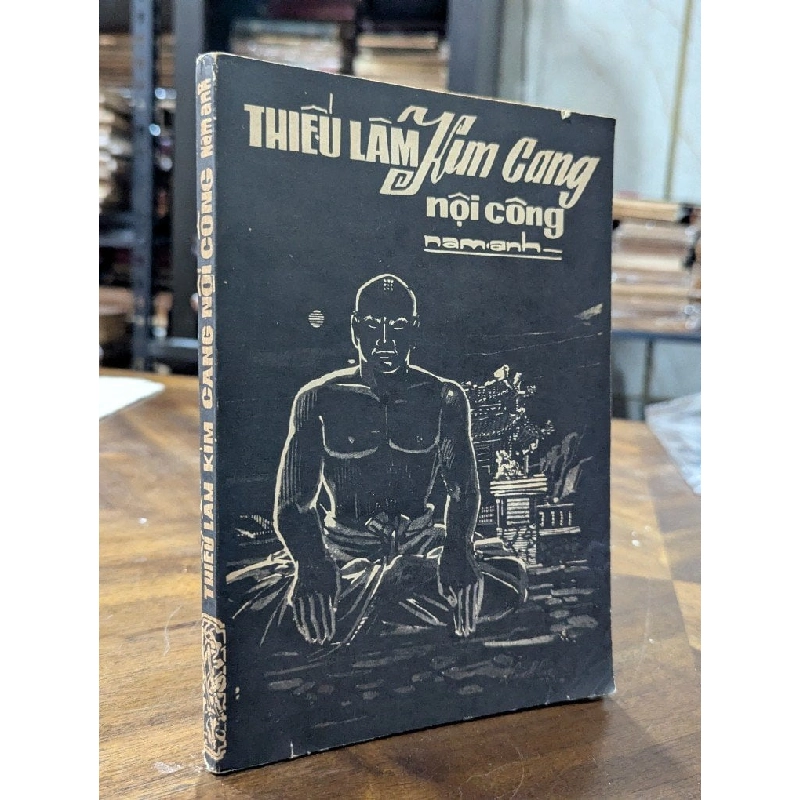 THIẾU LÂM Kim Cang
nội công
nam·anh
THIẾU LÂM KIM CANG NỘI CÔNG Nam anh